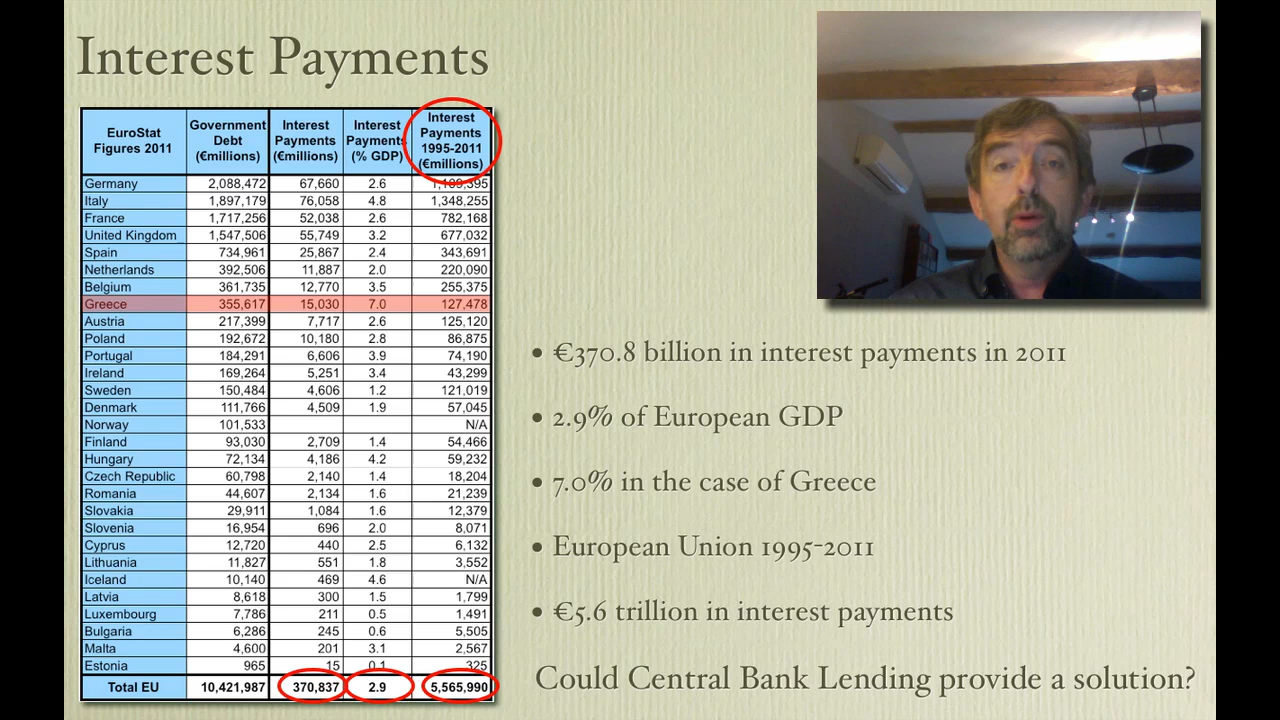 Interest Payments
EuroStat Figures 2011 | Government Debt (€millions) | Interest Payments (€millions) | Interest Payments (% GDP) | Interest Payments 1995-2011 (€millions)
Germany 2,088,472 67,660 2.6
Italy 1,897,179 76,058 4.8 1,348,255
France 1,717,256 52,038 2.6 782,168
United Kingdom 1,547,506 55,749 3.2 677,032
Spain 734,961 25,867 2.4 343,691
Netherlands 392,506 11,887 2.0 220,090
Belgium 361,735 12,770 3.5 255,375
Greece 355,617 15,030 7.0 127,478
Austria 217,399 7,717 2.6 125,120
Poland 192,672 10,180 2.8 86,875
Portugal 184,291 6,606 3.9 74,190
Ireland 169,264 5,251 3.4 43,299
Sweden 150,484 4,606 1.2 121,019
Denmark 111,766 4,509 1.9 57,045
Norway 101,533 N/A
Finland 93,030 2,709 1.4 54,466
Hungary 72,134 4,186 4.2 59,232
Czech Republic 60,798 2,140 1.4 18,204
Romania 44,607 2,134 1.6 21,239
Slovakia 29,911 1,084 1.6 12,379
Slovenia 16,954 696 2.0 8,071
Cyprus 12,720 440 2.5 6,132
Lithuania 11,827 551 1.8 3,552
Iceland 10,140 469 4.6 N/A
Latvia 8,618 300 1.5 1,799
Luxembourg 7,786 211 0.5 1,491
Bulgaria 6,286 245 0.6 5,505
Malta 4,600 201 3.1 2,567
Estonia 965 15 0.1 325
Total EU 10,421,987 370,837 2.9 5,565,990
• €370.8 billion in interest payments in 2011
• 2.9% of European GDP
• 7.0% in the case of Greece
• European Union 1995-2011
• €5.6 trillion in interest payments
Could Central Bank Lending provide a solution?